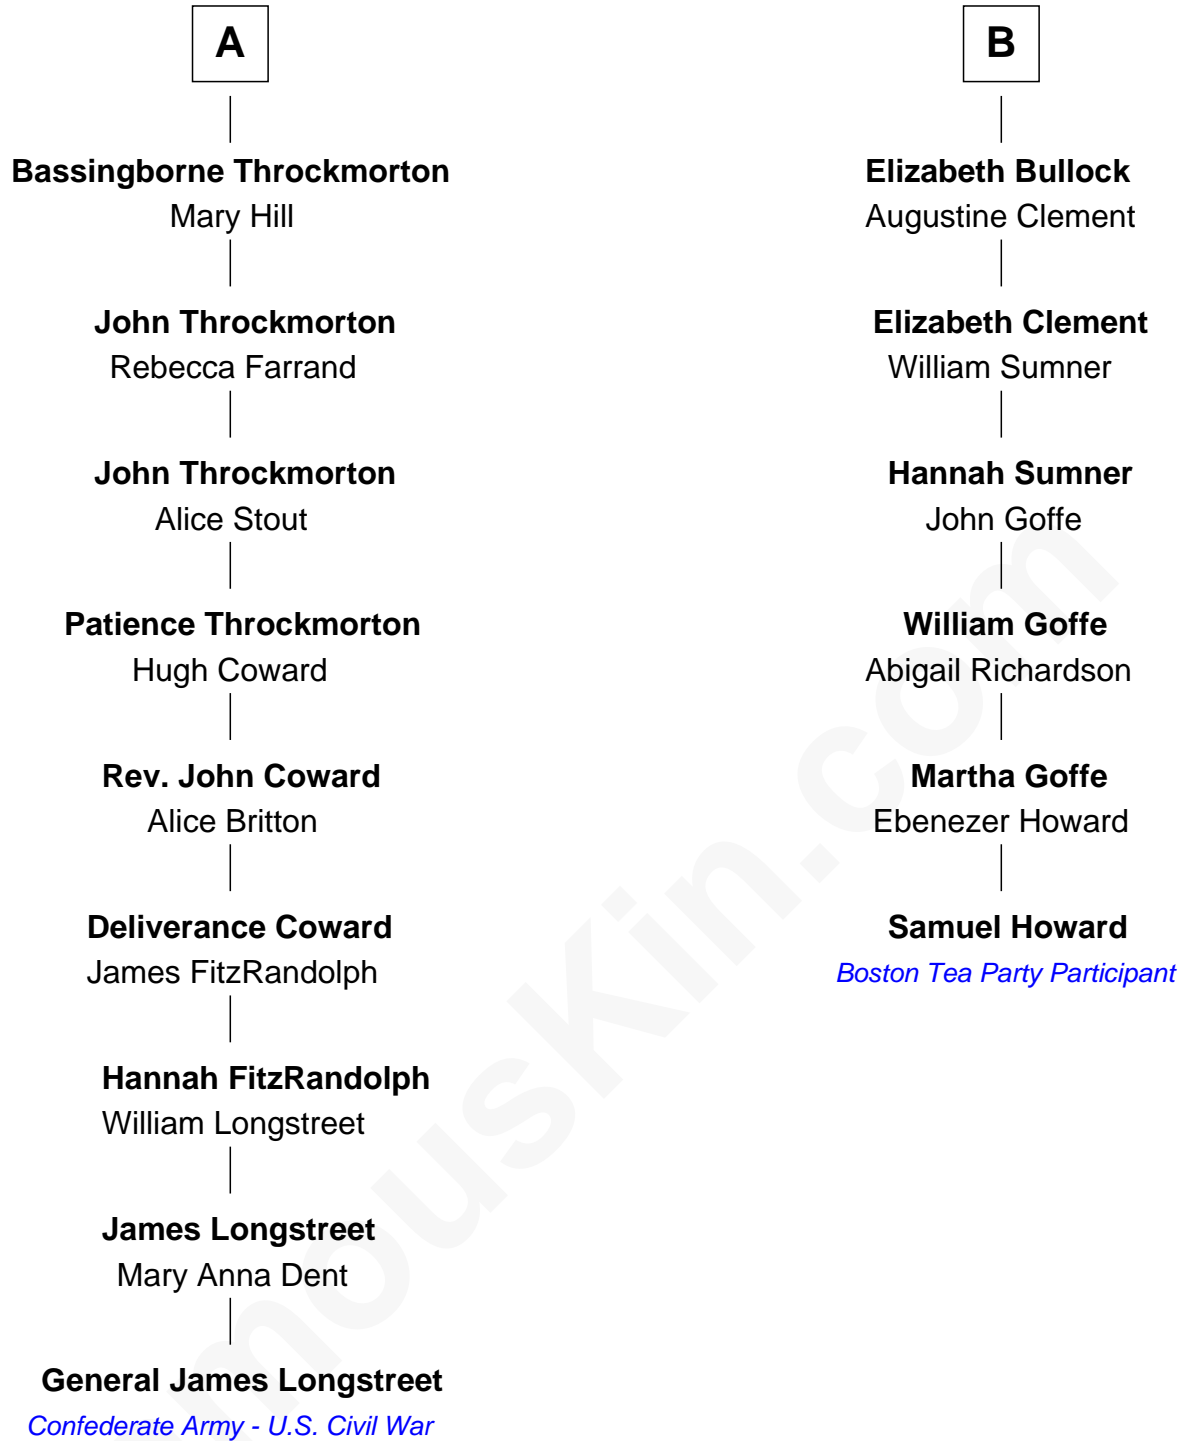 A
Bassingborne Throckmorton
Mary Hill
John Throckmorton
Rebecca Farrand
John Throckmorton
Alice Stout
Patience Throckmorton
Hugh Coward
Rev. John Coward
Alice Britton
Deliverance Coward
James FitzRandolph
Hannah FitzRandolph
William Longstreet
James Longstreet
Mary Anna Dent
General James Longstreet
Confederate Army - U.S. Civil War
B
Elizabeth Bullock
Augustine Clement
Elizabeth Clement
William Sumner
Hannah Sumner
John Goffe
William Goffe
Abigail Richardson
Martha Goffe
Ebenezer Howard
Samuel Howard
Boston Tea Party Participant
mouskin.com